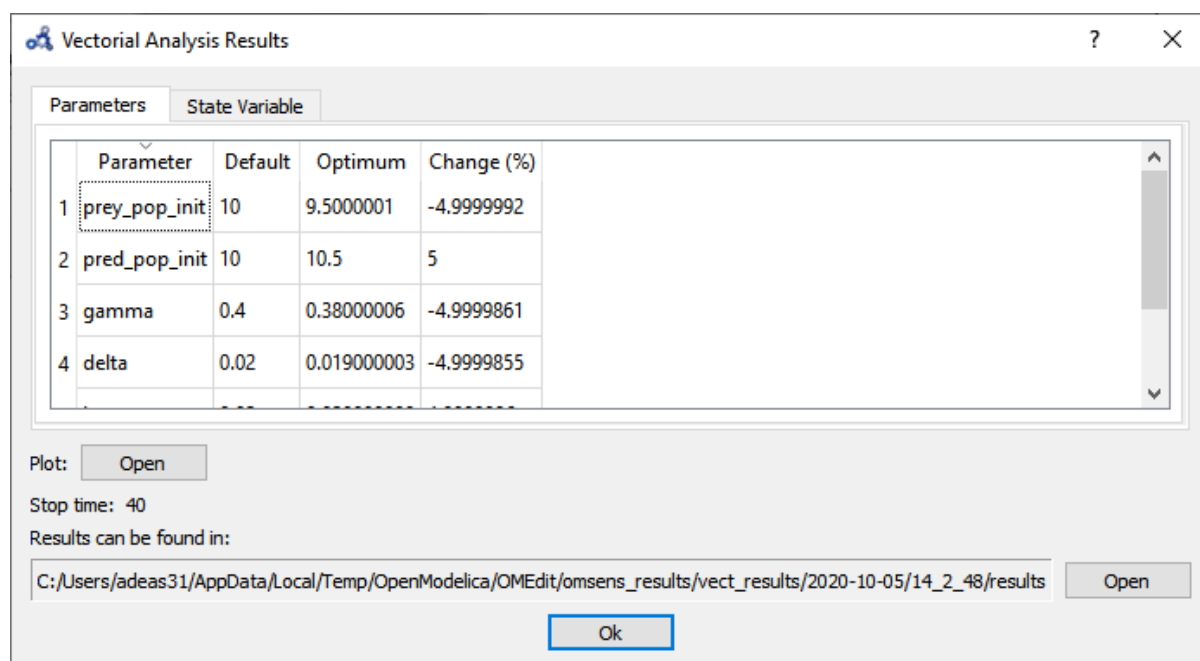 Vectorial Analysis Results ?
Parameters State Variable
Parameter Default Optimum Change (%)
1 prey_pop_init 10 9.5000001 -4.9999992
2 pred_pop_init 10 10.5 5
3 gamma 0.4 0.38000006 -4.9999861
4 delta 0.02 0.019000003 -4.9999855
Plot: Open
Stop time: 40
Results can be found in:
C:/Users/adeas31/AppData/Local/Temp/OpenModelica/OMEdit/omsens_results/vect_results/2020-10-05/14_2_48/results Open
Ok